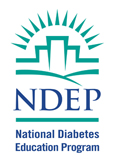 NDEP
National Diabetes
Education Program